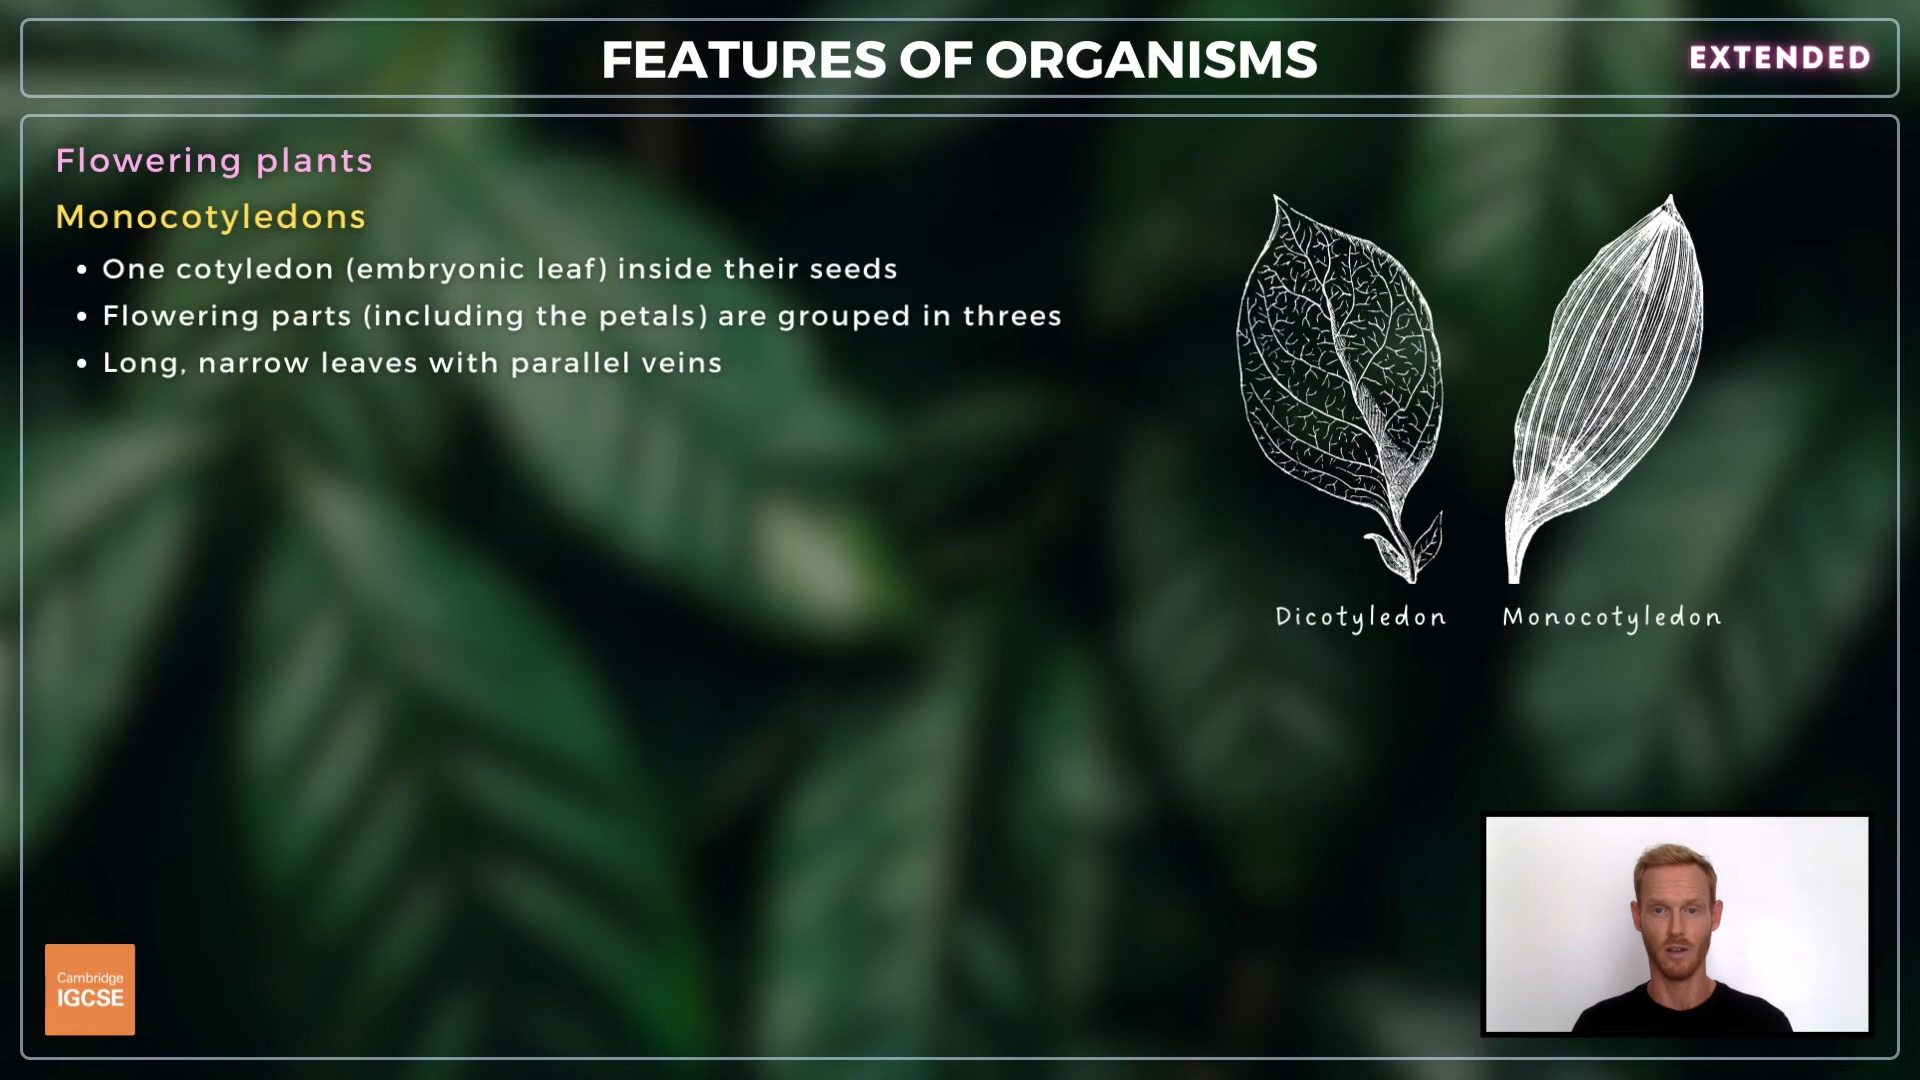 FEATURES OF ORGANISMS
EXTENDED
Flowering plants
Monocotyledons
• One cotyledon (embryonic leaf) inside their seeds
• Flowering parts (including the petals) are grouped in threes
• Long, narrow leaves with parallel veins
Dicotyledon
Monocotyledon
Cambridge
IGCSE